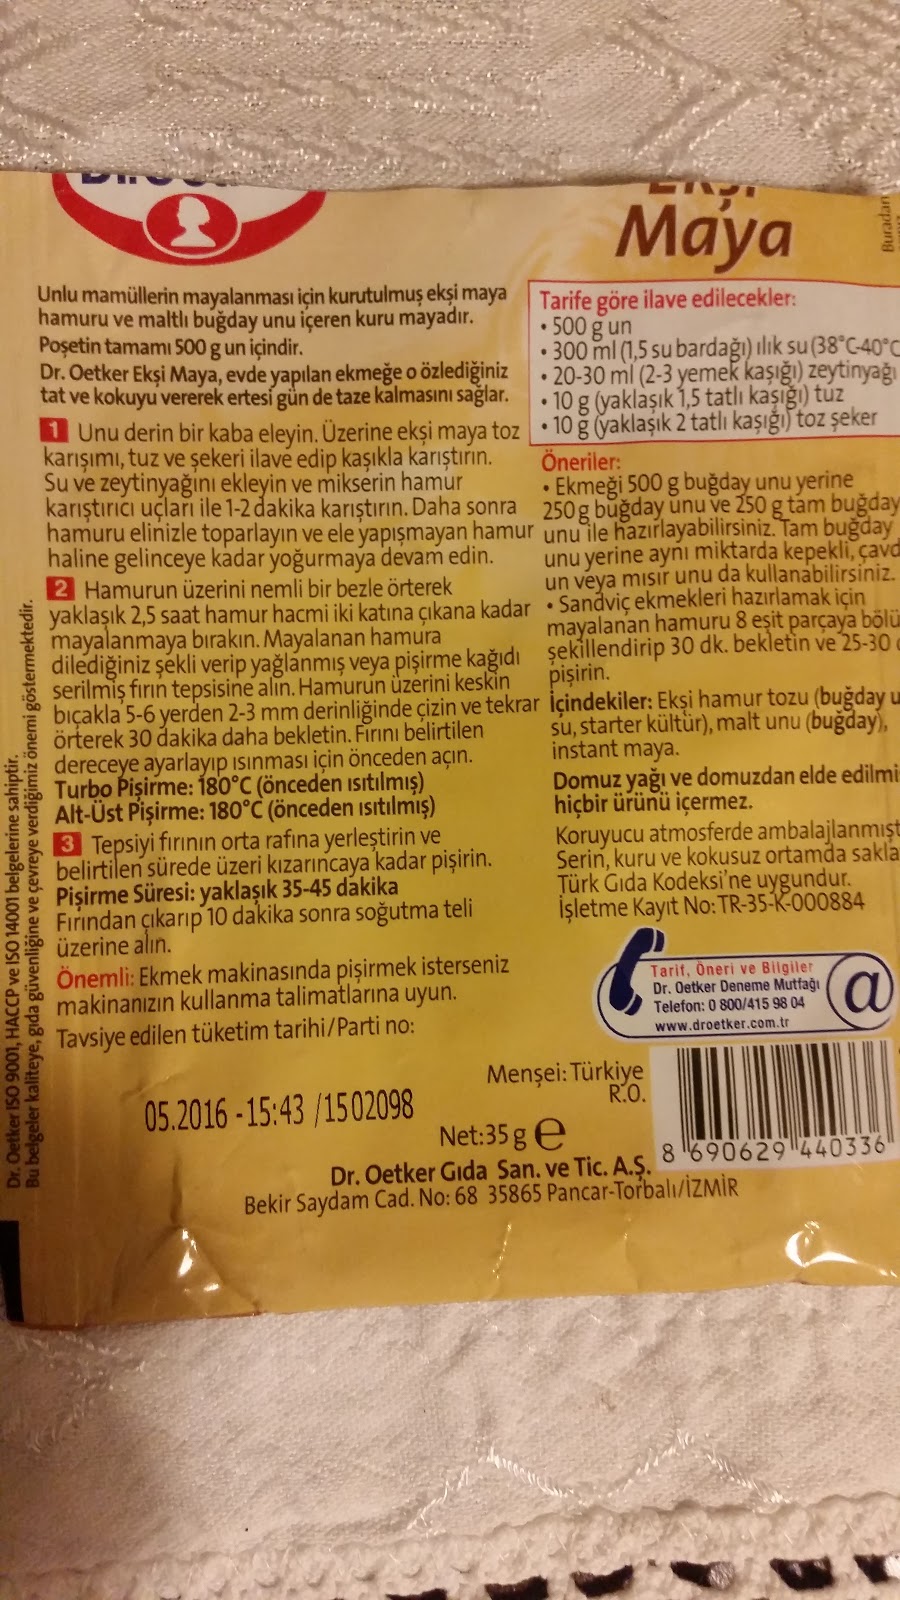 Maya
Buradan
Unlu mamüllerin mayalanması için kurutulmuş ekşi maya
hamuru ve maltlı buğday unu içeren kuru mayadır.
Poşetin tamamı 500 g un içindir.
Dr. Oetker Ekşi Maya, evde yapılan ekmeğe o özlediğiniz
tat ve kokuyu vererek ertesi gün de taze kalmasını sağlar.
1 Unu derin bir kaba eleyin. Üzerine ekşi maya toz
karışımı, tuz ve şekeri ilave edip kaşıkla karıştırın.
Su ve zeytinyağını ekleyin ve mikserin hamur
karıştırıcı uçları ile 1-2 dakika karıştırın. Daha sonra
hamuru elinizle toparlayın ve ele yapışmayan hamur
haline gelinceye kadar yoğurmaya devam edin.
2 Hamurun üzerini nemli bir bezle örterek
yaklaşık 2,5 saat hamur hacmi iki katına çıkana kadar
mayalanmaya bırakın. Mayalanan hamura
dilediğiniz şekli verip yağlanmış veya pişirme kağıdı
serilmiş fırın tepsisine alın. Hamurun üzerini keskin
bıçakla 5-6 yerden 2-3 mm derinliğinde çizin ve tekrar
örterek 30 dakika daha bekletin. Fırını belirtilen
dereceye ayarlayıp ısınması için önceden açın.
Turbo Pişirme: 180°C (önceden ısıtılmış)
Alt-Üst Pişirme: 180°C (önceden ısıtılmış)
3 Tepsiyi fırının orta rafına yerleştirin ve
belirtilen sürede üzeri kızarıncaya kadar pişirin.
Pişirme Süresi: yaklaşık 35-45 dakika
Fırından çıkarıp 10 dakika sonra soğutma teli
üzerine alın.
Önemli: Ekmek makinasında pişirmek isterseniz
makinanızın kullanma talimatlarına uyun.
Tavsiye edilen tüketim tarihi/Parti no:
05.2016 -15:43 /1502098
Tarife göre ilave edilecekler:
• 500 g un
• 300 ml (1,5 su bardağı) ılık su (38°C-40°C
• 20-30 ml (2-3 yemek kaşığı) zeytinyağı
• 10 g (yaklaşık 1,5 tatlı kaşığı) tuz
• 10 g (yaklaşık 2 tatlı kaşığı) toz şeker
Öneriler:
• Ekmeği 500 g buğday unu yerine
250 g buğday unu ve 250 g tam buğday
unu ile hazırlayabilirsiniz. Tam buğday
unu yerine aynı miktarda kepekli, çavd
un veya mısır unu da kullanabilirsiniz.
• Sandviç ekmekleri hazırlamak için
mayalanan hamuru 8 eşit parçaya bölü
şekillendirip 30 dk. bekletin ve 25-30
pişirin.
İçindekiler: Ekşi hamur tozu (buğday u
su, starter kültür), malt unu (buğday),
instant maya.
Domuz yağı ve domuzdan elde edilmi
hiçbir ürünü içermez.
Koruyucu atmosferde ambalajlanmışt
Serin, kuru ve kokusuz ortamda sakla
Türk Gıda Kodeksi'ne uygundur.
İşletme Kayıt No: TR-35-K-000884
Tarif, Öneri ve Bilgiler
Dr. Oetker Deneme Mutfağı
Telefon: 0 800/415 98 04
www.droetker.com.tr
@
Menşei: Türkiye
R.O.
Net:35 g e
8 690629 440336
Dr. Oetker Gıda San. ve Tic. A.Ş.
Bekir Saydam Cad. No: 68 35865 Pancar-Torbalı/İZMİR
Dr. Oetker ISO 9001, HACCP ve ISO 14001 belgelerine sahiptir.
Bu belgeler kaliteye, gıda güvenliğine ve çevreye verdiğimiz önemi göstermektedir.